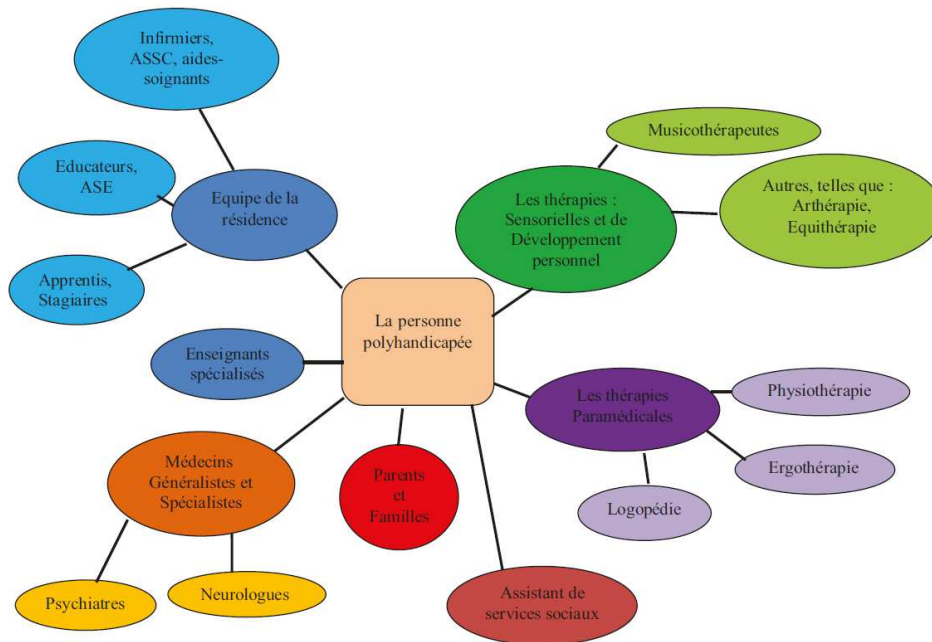 Infirmiers,
ASSC, aides-
soignants
Educateurs,
ASE
Equipe de la
résidence
Apprentis,
Stagiaires
Musicothérapeutes
Autres, telles que :
Arthérapie,
Equithérapie
Les thérapies :
Sensorielles et de
Développement
personnel
La personne
polyhandicapée
Enseignants
spécialisés
Les thérapies
Paramédicales
Physiothérapie
Ergothérapie
Logopédie
Médecins
Généralistes et
Spécialistes
Parents
et
Familles
Psychiatres
Neurologues
Assistant de
services sociaux